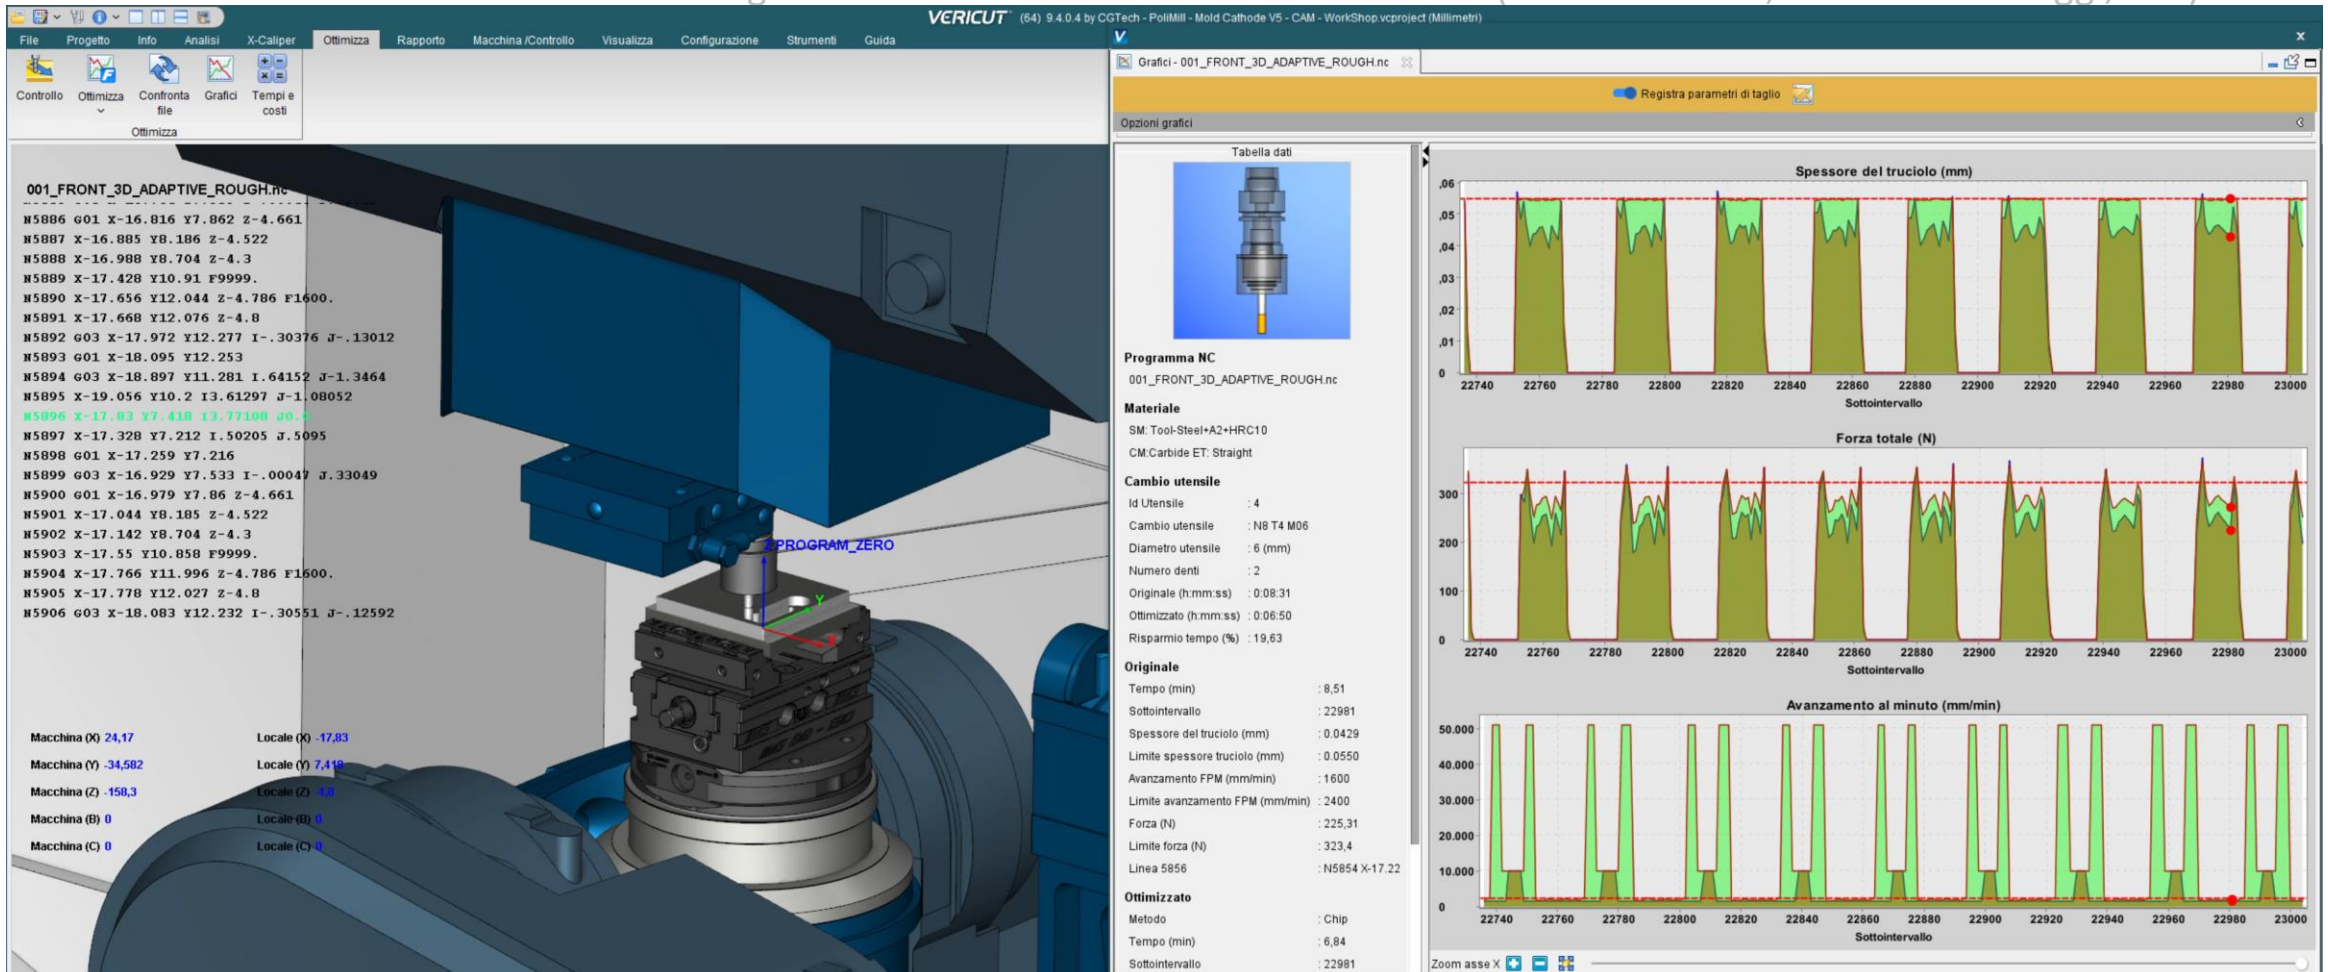 VERICUT (64) 9.4.0.4 by CGTech - PoliMill - Mold Cathode V5 - CAM - WorkShop.vcproject (Millimetri)
File Progetto Info Analisi X-Caliper Ottimizza Rapporto Macchina /Controllo Visualizza Configurazione Strumenti Guida
Controllo Ottimizza Confronta file Grafici Tempi e costi
Ottimizza
Grafici - 001_FRONT_3D_ADAPTIVE_ROUGH.nc
Registra parametri di taglio
Opzioni grafici
001_FRONT_3D_ADAPTIVE_ROUGH.nc
N5886 G01 X-16.816 Y7.862 Z-4.661
N5887 X-16.885 Y8.186 Z-4.522
N5888 X-16.988 Y8.704 Z-4.3
N5889 X-17.428 Y10.91 F9999.
N5890 X-17.656 Y12.044 Z-4.786 F1600.
N5891 X-17.668 Y12.076 Z-4.8
N5892 G03 X-17.972 Y12.277 I-.30376 J-.13012
N5893 G01 X-18.095 Y12.253
N5894 G03 X-18.897 Y11.281 I.64152 J-1.3464
N5895 X-19.056 Y10.2 I3.61297 J-1.08052
N5896 X-17.83 Y7.418 I3.77108
N5897 X-17.328 Y7.212 I.50205 J.5095
N5898 G01 X-17.259 Y7.216
N5899 G03 X-16.929 Y7.533 I-.00047 J.33049
N5900 G01 X-16.979 Y7.86 Z-4.661
N5901 X-17.044 Y8.185 Z-4.522
N5902 X-17.142 Y8.704 Z-4.3
N5903 X-17.55 Y10.858 F9999.
N5904 X-17.766 Y11.996 Z-4.786 F1600.
N5905 X-17.778 Y12.027 Z-4.8
N5906 G03 X-18.083 Y12.232 I-.30551 J-.12592
Z PROGRAM_ZERO
Y
X
Macchina (X) 24,17 Locale (X) -17,83
Macchina (Y) -34,582 Locale (Y) 7,418
Macchina (Z) -158,3 Locale (Z) -4,8
Macchina (B) 0 Locale (B) 0
Macchina (C) 0 Locale (C) 0
Tabella dati
Programma NC
001_FRONT_3D_ADAPTIVE_ROUGH.nc
Materiale
SM: Tool-Steel+A2+HRC10
CM:Carbide ET: Straight
Cambio utensile
Id Utensile : 4
Cambio utensile : N8 T4 M06
Diametro utensile : 6 (mm)
Numero denti : 2
Originale (h:mm:ss) : 0:08:31
Ottimizzato (h:mm:ss) : 0:06:50
Risparmio tempo (%) : 19,63
Originale
Tempo (min) : 8,51
Sottointervallo : 22981
Spessore del truciolo (mm) : 0.0429
Limite spessore truciolo (mm) : 0.0550
Avanzamento FPM (mm/min) : 1600
Limite avanzamento FPM (mm/min) : 2400
Forza (N) : 225,31
Limite forza (N) : 323,4
Linea 5856 : N5854 X-17.22
Ottimizzato
Metodo : Chip
Tempo (min) : 6,84
Sottointervallo : 22981
Spessore del truciolo (mm)
,06
,05
,04
,03
,02
,01
0
22740 22760 22780 22800 22820 22840 22860 22880 22900 22920 22940 22960 22980 23000
Sottointervallo
Forza totale (N)
300
200
100
0
22740 22760 22780 22800 22820 22840 22860 22880 22900 22920 22940 22960 22980 23000
Sottointervallo
Avanzamento al minuto (mm/min)
50.000
40.000
30.000
20.000
10.000
0
22740 22760 22780 22800 22820 22840 22860 22880 22900 22920 22940 22960 22980 23000
Sottointervallo
Zoom asse X